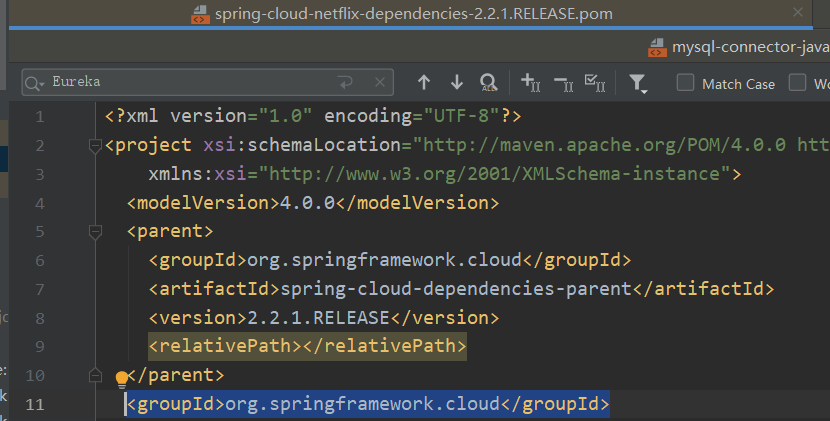 spring-cloud-netflix-dependencies-2.2.1.RELEASE.pom
mysql-connector-java
Eureka
Match Case
1 <?xml version="1.0" encoding="UTF-8"?>
2 <project xsi:schemaLocation="http://maven.apache.org/POM/4.0.0 htt
3 xmlns:xsi="http://www.w3.org/2001/XMLSchema-instance">
4 <modelVersion>4.0.0</modelVersion>
5 <parent>
6 <groupId>org.springframework.cloud</groupId>
7 <artifactId>spring-cloud-dependencies-parent</artifactId>
8 <version>2.2.1.RELEASE</version>
9 <relativePath></relativePath>
10 </parent>
11 <groupId>org.springframework.cloud</groupId>